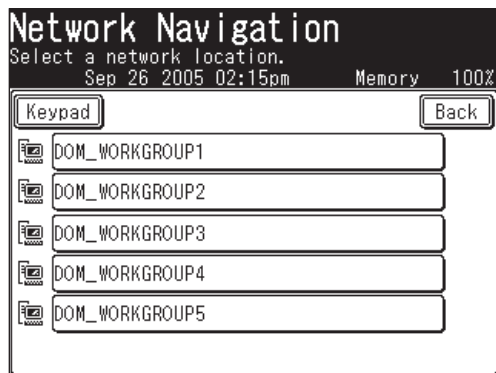 Network Navigation
Select a network location.
Sep 26 2005 02:15pm Memory 100%
Keypad Back
DOM_WORKGROUP1
DOM_WORKGROUP2
DOM_WORKGROUP3
DOM_WORKGROUP4
DOM_WORKGROUP5